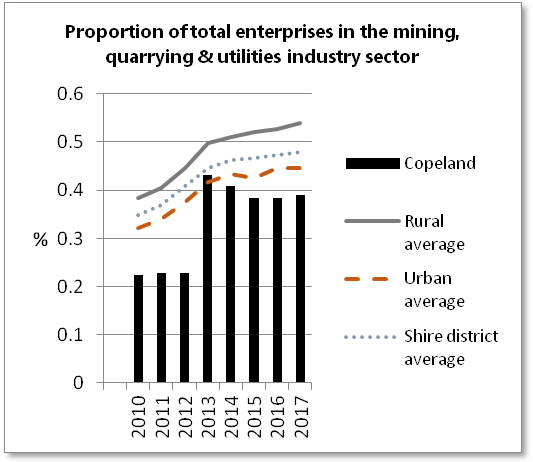 Proportion of total enterprises in the mining,
quarrying & utilities industry sector
0.6
0.5
0.4
0.3
0.2
0.1
0
%
2010
2011
2012
2013
2014
2015
2016
2017
Copeland
Rural
average
Urban
average
Shire district
average